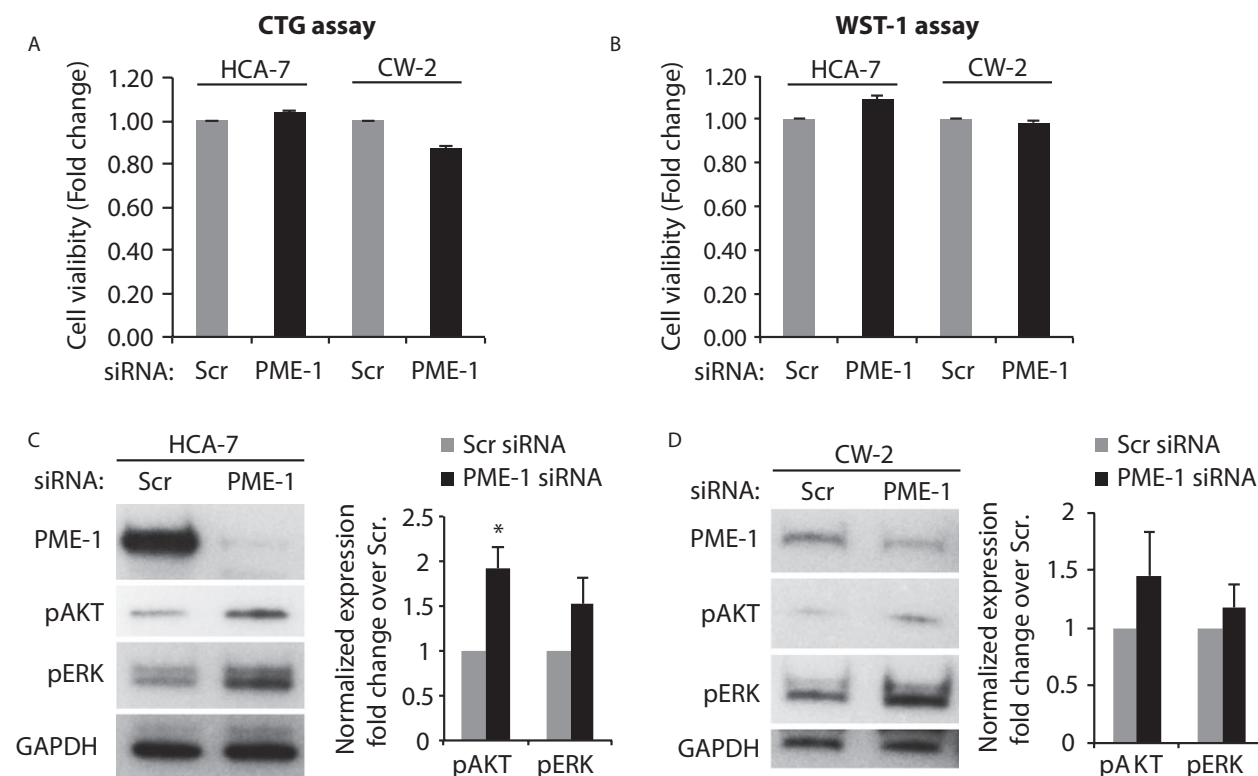 CTG assay
A
HCA-7 CW-2
Cell vialibity (Fold change)
1.20
1.00
0.80
0.60
0.40
0.20
0.00
siRNA: Scr PME-1 Scr PME-1
WST-1 assay
B
HCA-7 CW-2
Cell vialibity (Fold change)
1.20
1.00
0.80
0.60
0.40
0.20
0.00
siRNA: Scr PME-1 Scr PME-1
C
HCA-7
siRNA: Scr PME-1
PME-1
pAKT
pERK
GAPDH
Scr siRNA
PME-1 siRNA
Normalized expression
fold change over Scr.
2.5
2
1.5
1
0.5
0
*
pAKT pERK
D
CW-2
siRNA: Scr PME-1
PME-1
pAKT
pERK
GAPDH
Scr siRNA
PME-1 siRNA
Normalized expression
fold change over Scr.
2
1.5
1
0.5
0
pAKT pERK